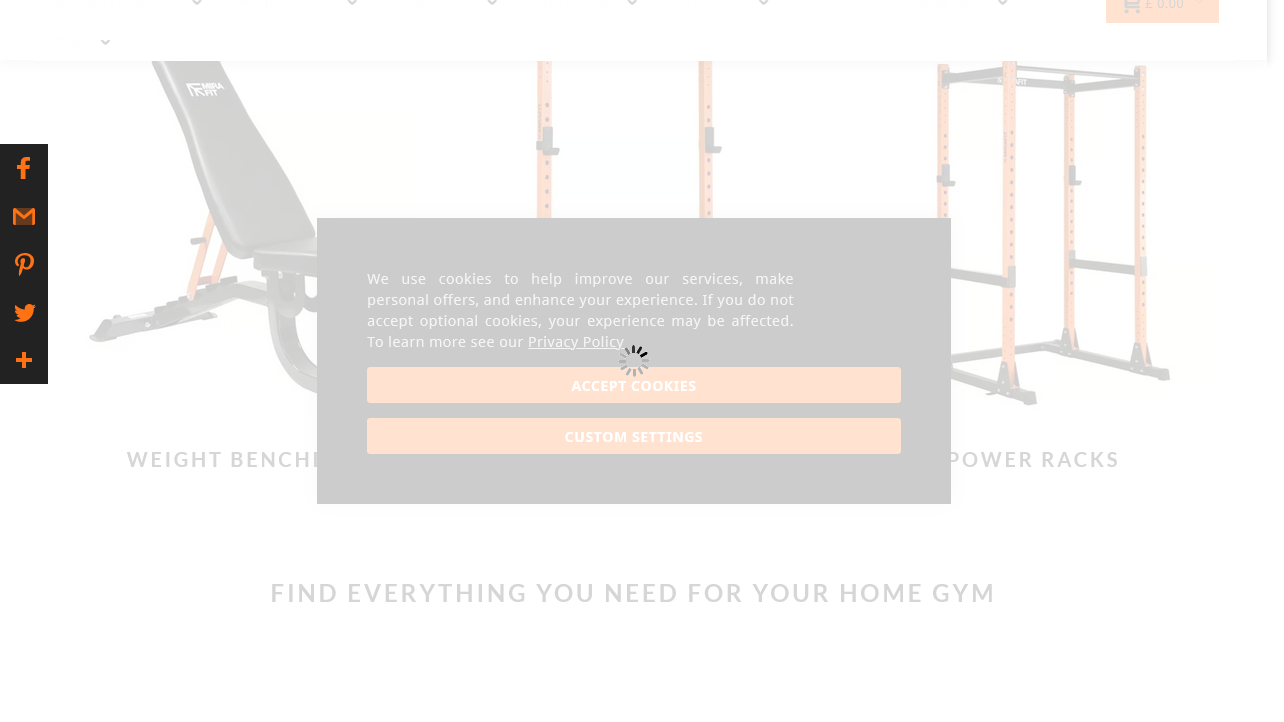 £ 0.00
MIRA
FIT
We use cookies to help improve our services, make
personal offers, and enhance your experience. If you do not
accept optional cookies, your experience may be affected.
To learn more see our Privacy Policy
ACCEPT COOKIES
CUSTOM SETTINGS
WEIGHT
POWER RACKS
FIND EVERYTHING YOU NEED FOR YOUR HOME GYM